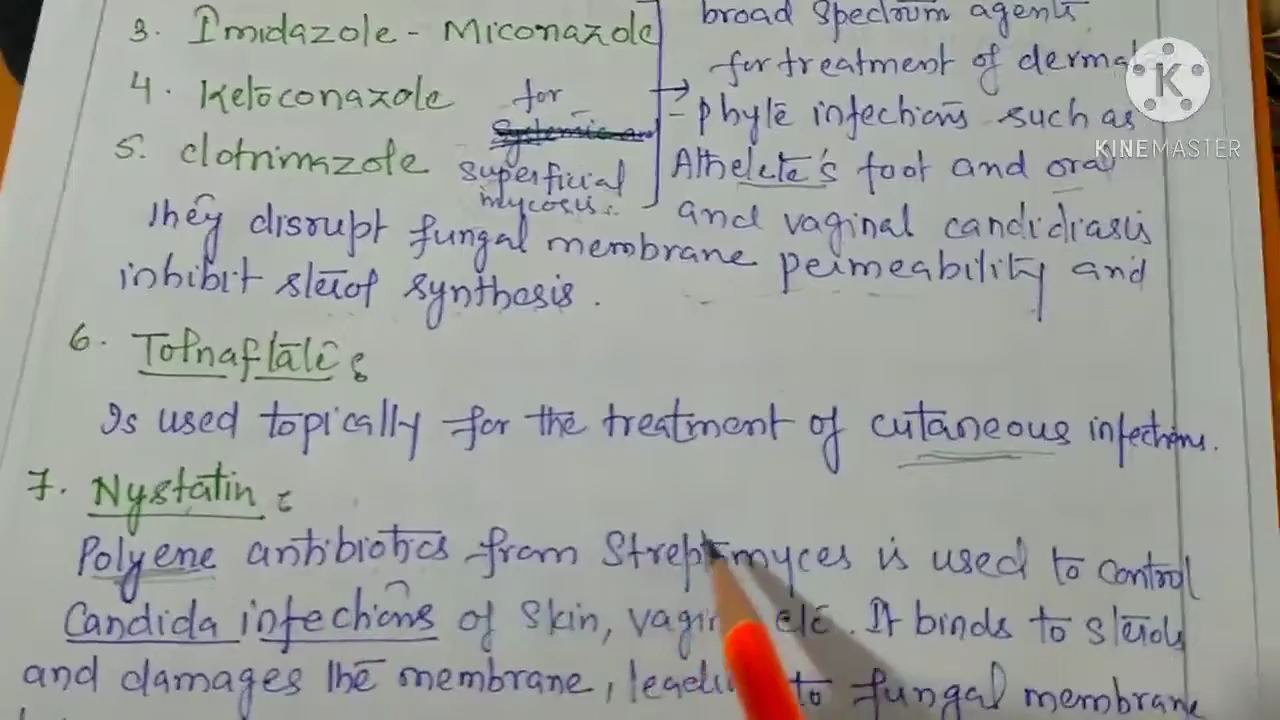 3. Imidazole - Miconazole
broad spectrum agents
for treatment of derma
4. Ketoconazole for
→ - phyte infections such as
5. clotrimazole superficial mycosis.
Athelete's foot and oral
and vaginal candidiasis
They disrupt fungal membrane permeability and
inhibit sterol synthesis.
6. Tolnaftate :
Is used topically for the treatment of cutaneous infections.
7. Nystatin :
Polyene antibiotics from Streptomyces is used to control
Candida infections of skin, etc. It binds to sterols
and damages the membrane, to fungal membrane
K
KINEMASTER